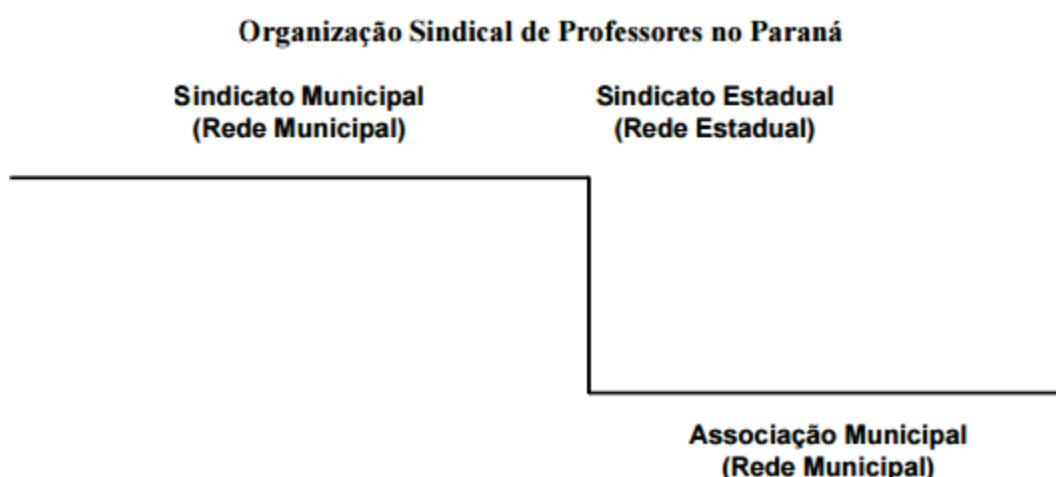 Organização Sindical de Professores no Paraná
Sindicato Municipal
(Rede Municipal)
Sindicato Estadual
(Rede Estadual)
Associação Municipal
(Rede Municipal)